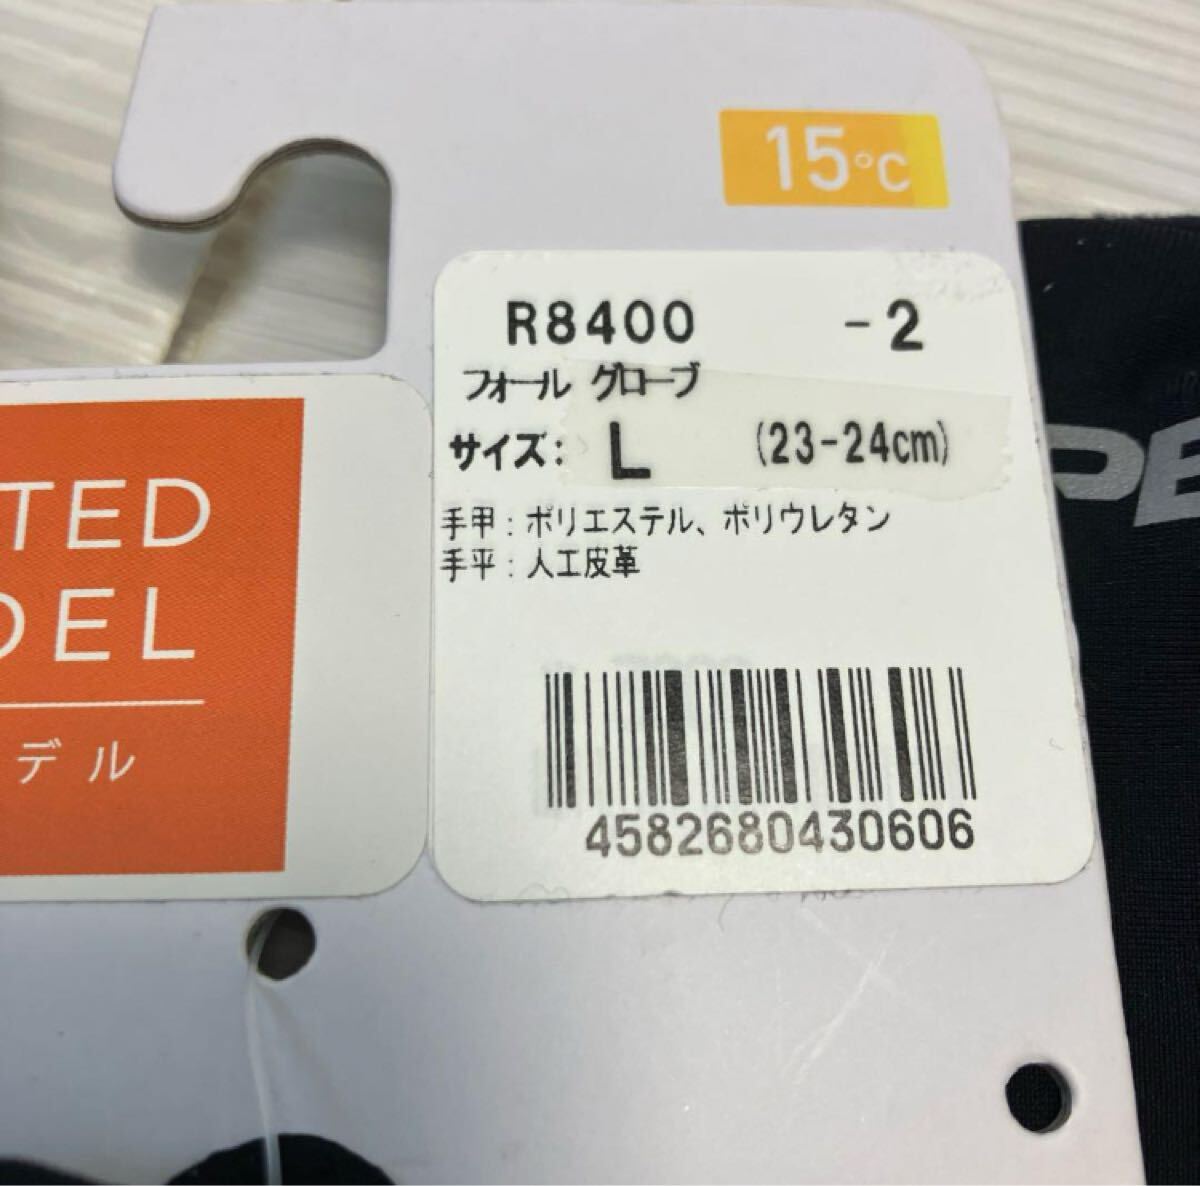 15°C
R8400 -2
フォール グローブ
サイズ: L (23-24cm)
手甲:ポリエステル、ポリウレタン
手平:人工皮革
4582680430606
TED
DEL
デル
PE